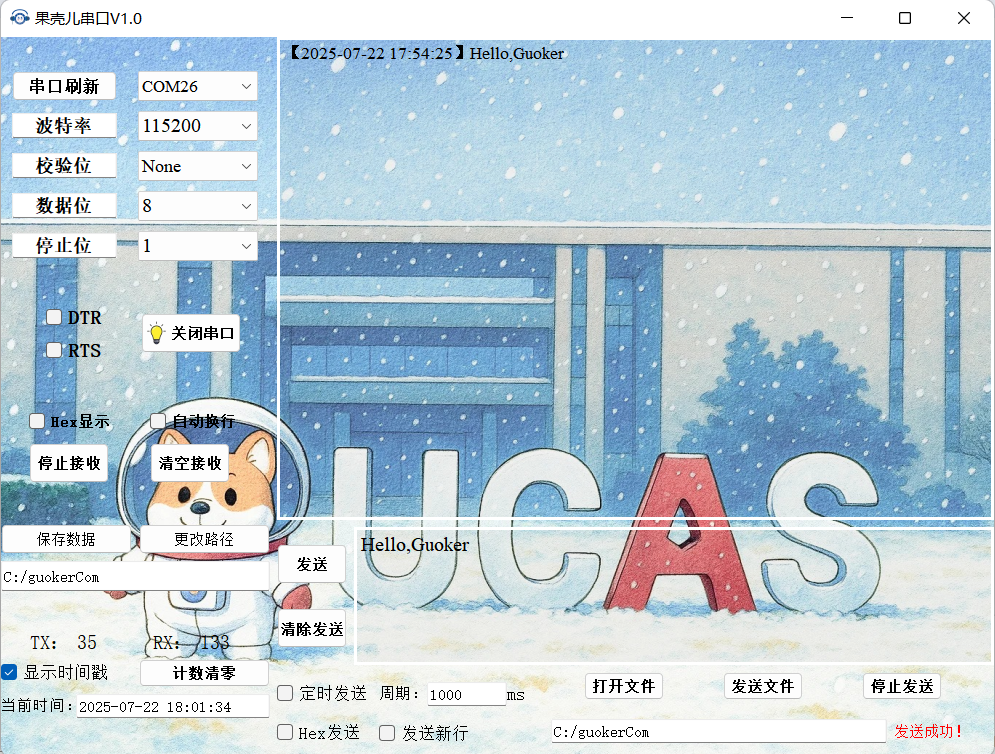 果壳儿串口V1.0
【2025-07-22 17:54:25】Hello,Guoker
串口刷新 COM26
波特率 115200
校验位 None
数据位 8
停止位 1
DTR
RTS
关闭串口
Hex显示 自动换行
停止接收 清空接收
UCAS
保存数据 更改路径
C:/guokerCom
发送
Hello,Guoker
清除发送
TX: 35 RX: 133
显示时间戳 计数清零
当前时间: 2025-07-22 18:01:34
定时发送 周期: 1000 ms
打开文件 发送文件 停止发送
Hex发送 发送新行
C:/guokerCom 发送成功!